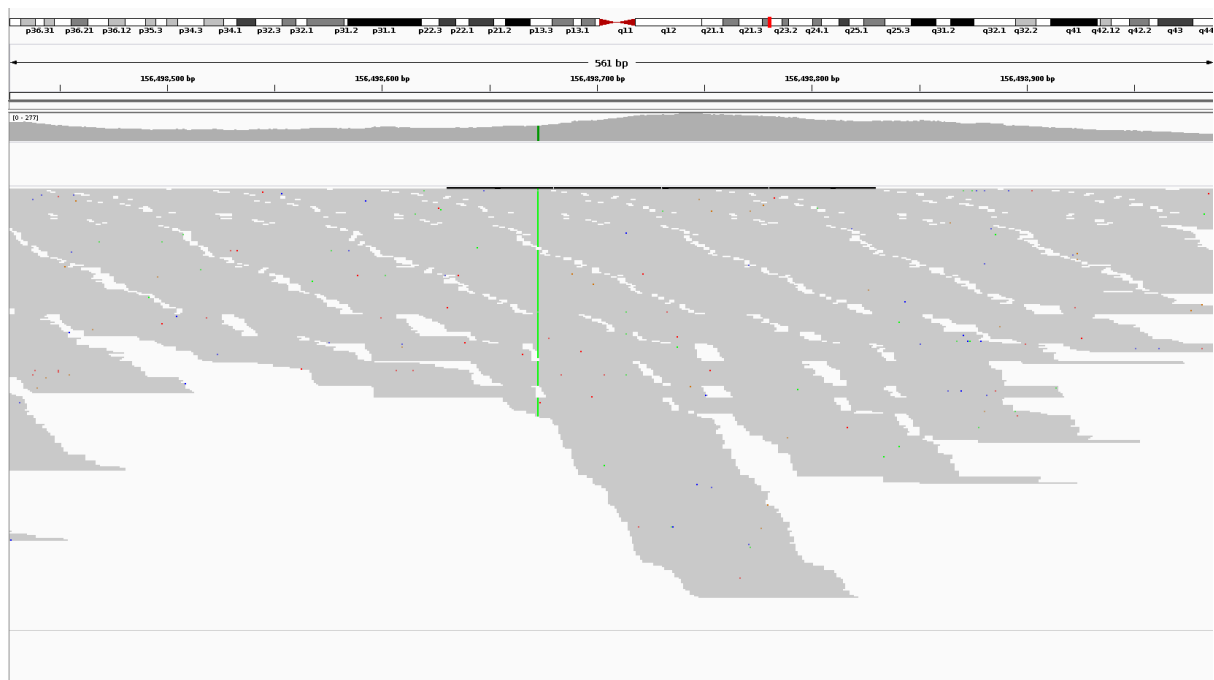 p36.31 p36.21 p36.12 p35.3 p34.3 p34.1 p32.3 p32.1 p31.2 p31.1 p22.3 p22.1 p21.2 p13.3 p13.1 q11 q12 q21.1 q21.3 q23.2 q24.1 q25.1 q25.3 q31.2 q32.1 q32.2 q41 q42.12 q42.2 q43 q44
561 bp
156,498,500 bp 156,498,600 bp 156,498,700 bp 156,498,800 bp 156,498,900 bp
[0 - 277]